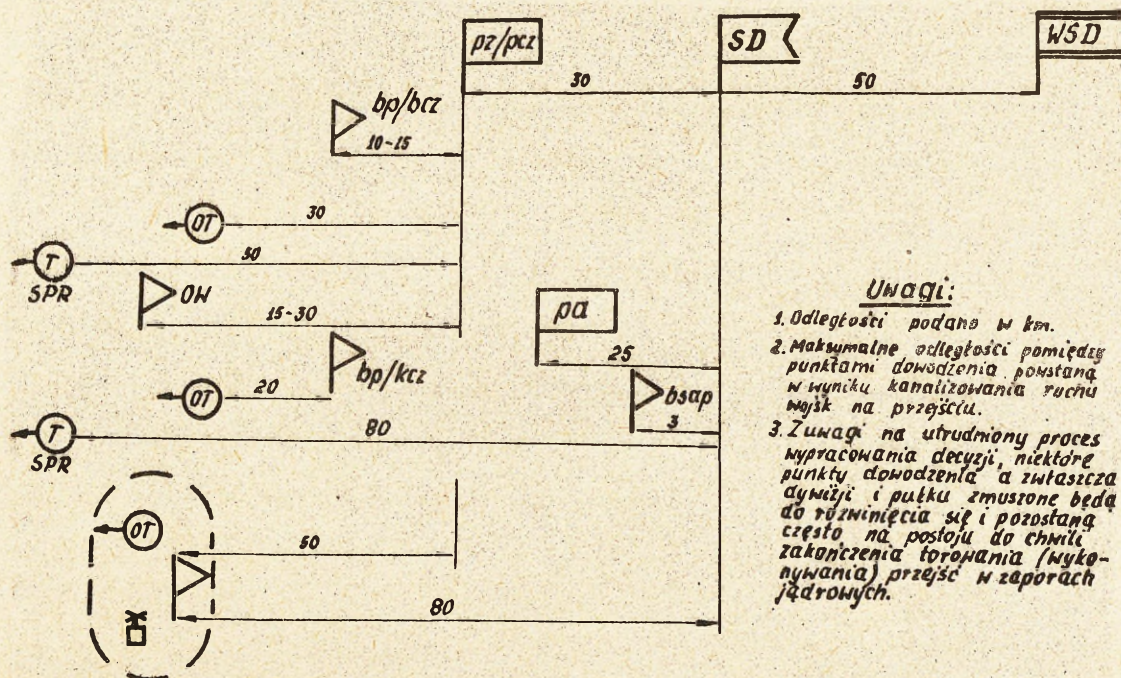 pz/pcz
SD
WSD
30
50
bp/bcz
10-15
OT
30
T
50
SPR
OW
15-30
pa
25
bp/kcz
OT
20
bsap
3
T
80
SPR
OT
50
80
Uwagi:
1. Odległości podano w km.
2. Maksymalne odległości pomiędzy
punktami dowodzenia powstaną
w wyniku kanalizowania ruchu
wojsk na przejściu.
3. Z uwagi na utrudniony proces
wypracowania decyzji, niektóre
punkty dowodzenia a zwłaszcza
dywizji i pułku zmuszone będą
do rozwinięcia się i pozostaną
często na postoju do chwili
zakończenia torowania (wyko-
nywania) przejść w zaporach
jądrowych.